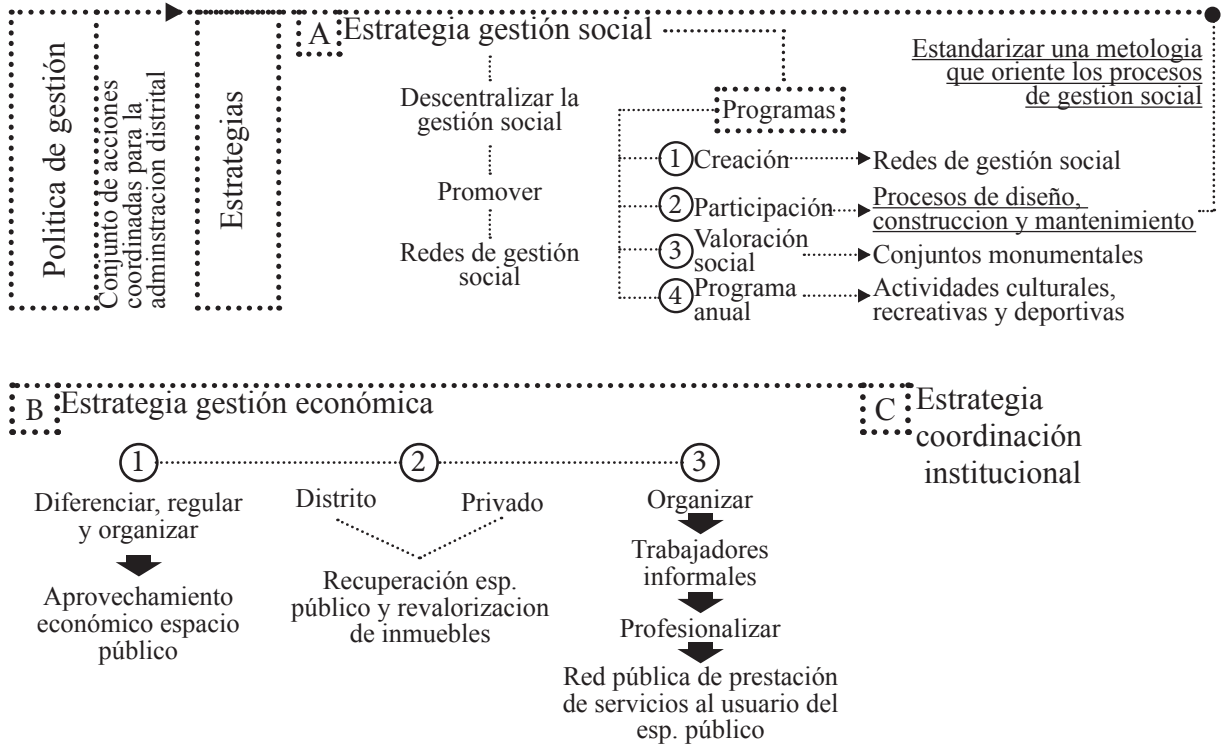 Politica de gestión
Conjunto de acciones
coordinadas para la
adminstracion distrital
Estrategias
A
Estrategia gestión social
Descentralizar la
gestión social
Promover
Redes de gestión
social
Programas
1
Creación
Redes de gestión social
2
Participación
Procesos de diseño,
construccion y mantenimiento
3
Valoración
social
Conjuntos monumentales
4
Programa
anual
Actividades culturales,
recreativas y deportivas
Estandarizar una metologia
que oriente los procesos
de gestion social
B
Estrategia gestión económica
1
Diferenciar, regular
y organizar
Aprovechamiento
económico espacio
público
2
Distrito
Privado
Recuperación esp.
público y revalorizacion
de inmuebles
3
Organizar
Trabajadores
informales
Profesionalizar
Red pública de prestación
de servicios al usuario del
esp. público
C
Estrategia
coordinación
institucional